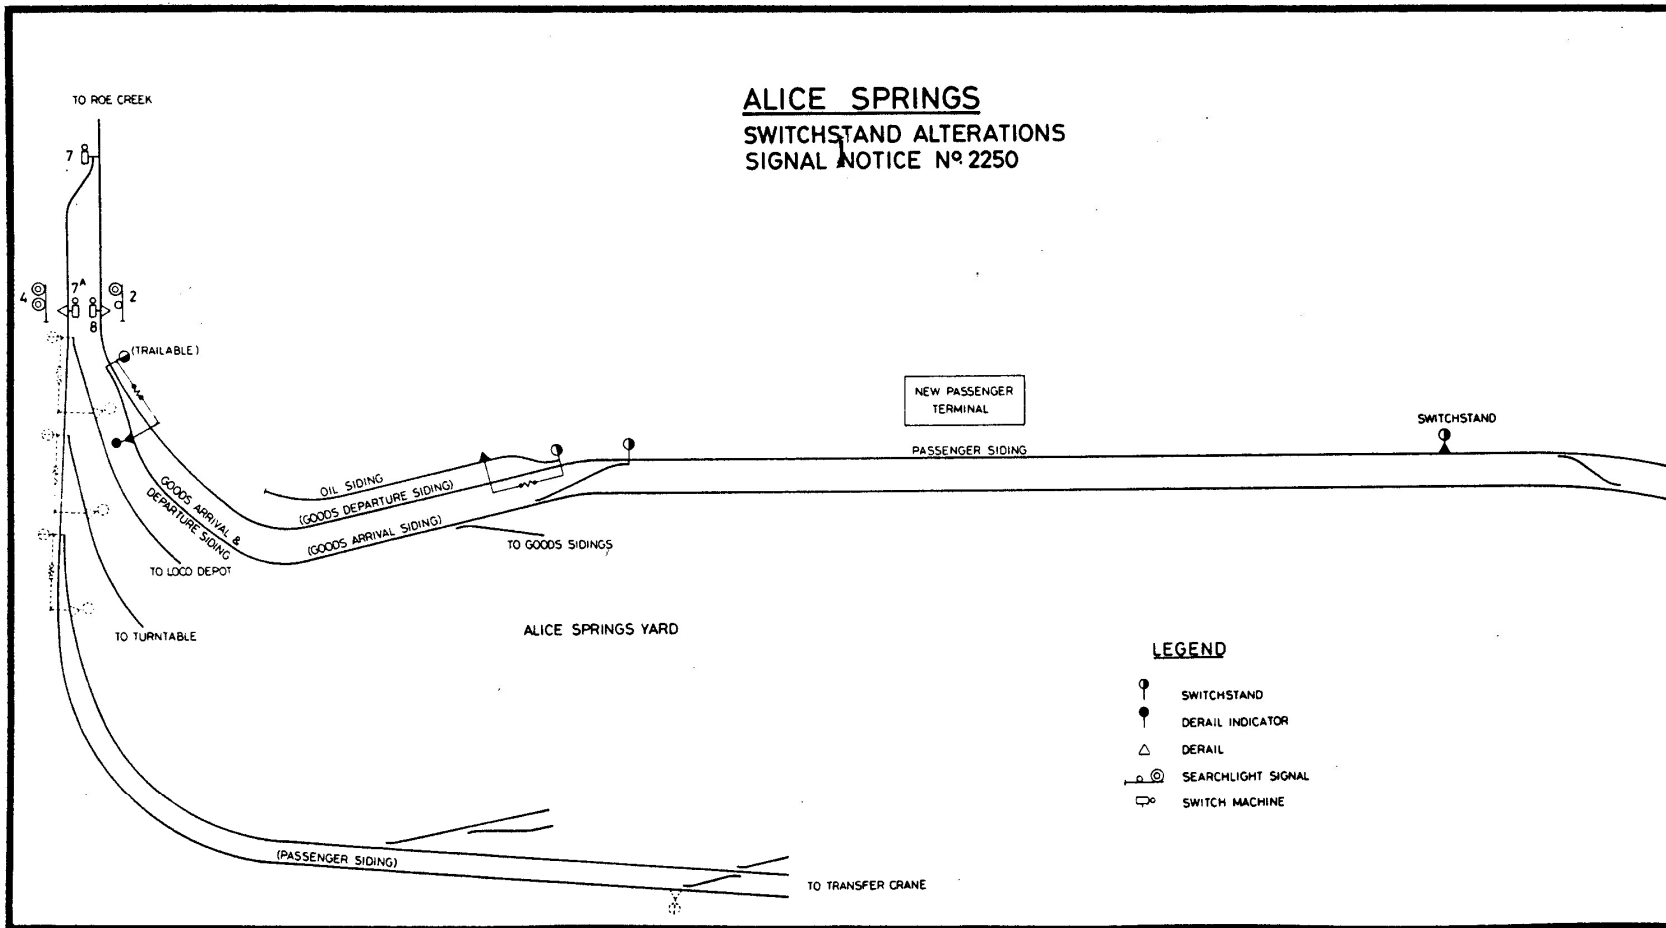 ALICE SPRINGS
SWITCHSTAND ALTERATIONS
SIGNAL NOTICE Nº 2250
TO ROE CREEK
7
4
7ᴬ
2
8
(TRAILABLE)
NEW PASSENGER
TERMINAL
SWITCHSTAND
PASSENGER SIDING
OIL SIDING
(GOODS DEPARTURE SIDING)
(GOODS ARRIVAL SIDING)
GOODS ARRIVAL &
DEPARTURE SIDING
TO GOODS SIDINGS
TO LOCO DEPOT
TO TURNTABLE
ALICE SPRINGS YARD
LEGEND
SWITCHSTAND
DERAIL INDICATOR
DERAIL
SEARCHLIGHT SIGNAL
SWITCH MACHINE
(PASSENGER SIDING)
TO TRANSFER CRANE